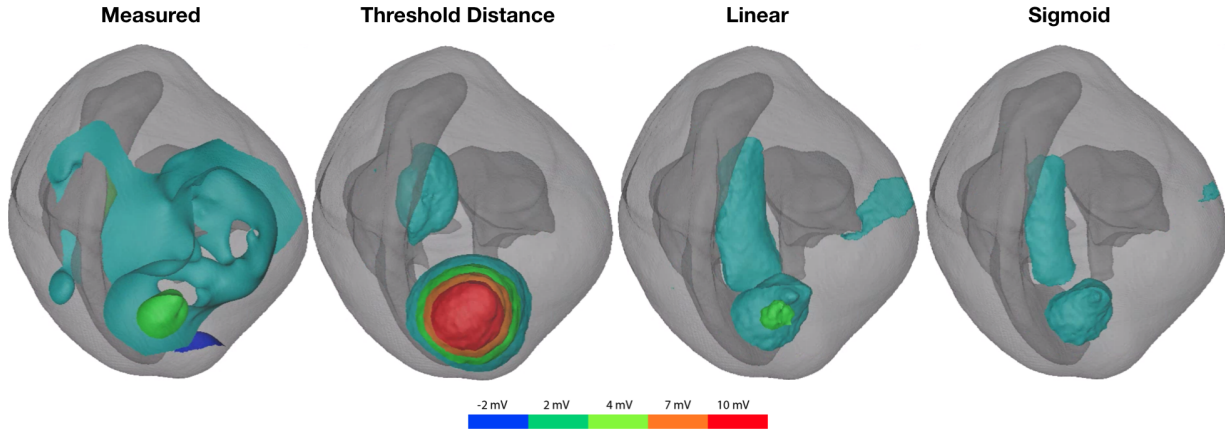 Measured Threshold Distance Linear Sigmoid
-2 mV 2 mV 4 mV 7 mV 10 mV